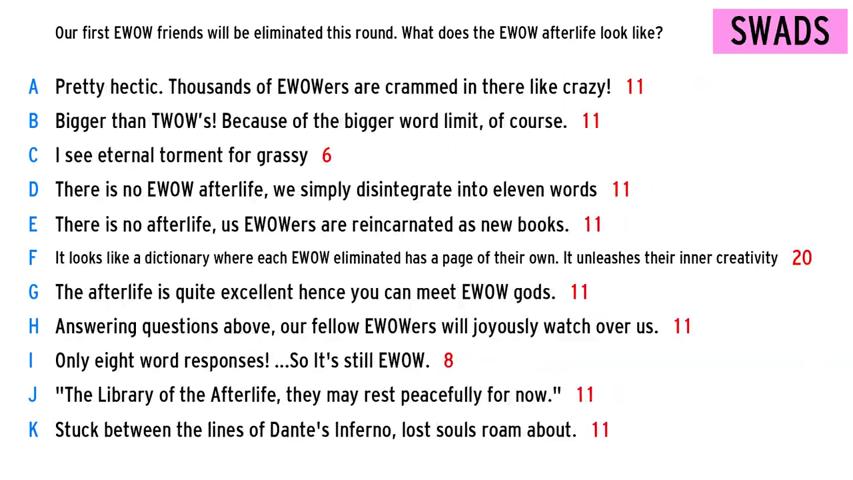 Our first EWOW friends will be eliminated this round. What does the EWOW afterlife look like?
SWADS
A Pretty hectic. Thousands of EWOWers are crammed in there like crazy! 11
B Bigger than TWOW's! Because of the bigger word limit, of course. 11
C I see eternal torment for grassy 6
D There is no EWOW afterlife, we simply disintegrate into eleven words 11
E There is no afterlife, us EWOWers are reincarnated as new books. 11
F It looks like a dictionary where each EWOW eliminated has a page of their own. It unleashes their inner creativity 20
G The afterlife is quite excellent hence you can meet EWOW gods. 11
H Answering questions above, our fellow EWOWers will joyously watch over us. 11
I Only eight word responses! ...So It's still EWOW. 8
J "The Library of the Afterlife, they may rest peacefully for now." 11
K Stuck between the lines of Dante's Inferno, lost souls roam about. 11